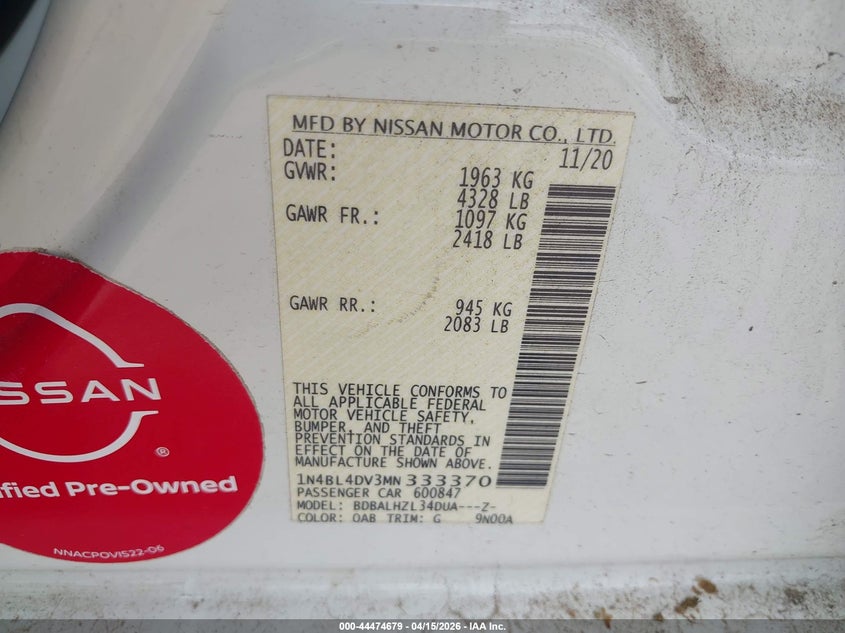 MFD BY NISSAN MOTOR CO., LTD.
DATE: 11/20
GVWR: 1963 KG
4328 LB
GAWR FR.: 1097 KG
2418 LB
GAWR RR.: 945 KG
2083 LB
THIS VEHICLE CONFORMS TO
ALL APPLICABLE FEDERAL
MOTOR VEHICLE SAFETY,
BUMPER, AND THEFT
PREVENTION STANDARDS IN
EFFECT ON THE DATE OF
MANUFACTURE SHOWN ABOVE.
1N4BL4DV3MN333370
PASSENGER CAR 600847
MODEL: BDBALHZL34DUA---Z-
COLOR: QAB TRIM: G 9N00A
ISSAN
®
ified Pre-Owned
NNACPOV1522-06
000-44474679 - 04/15/2026 - IAA Inc.